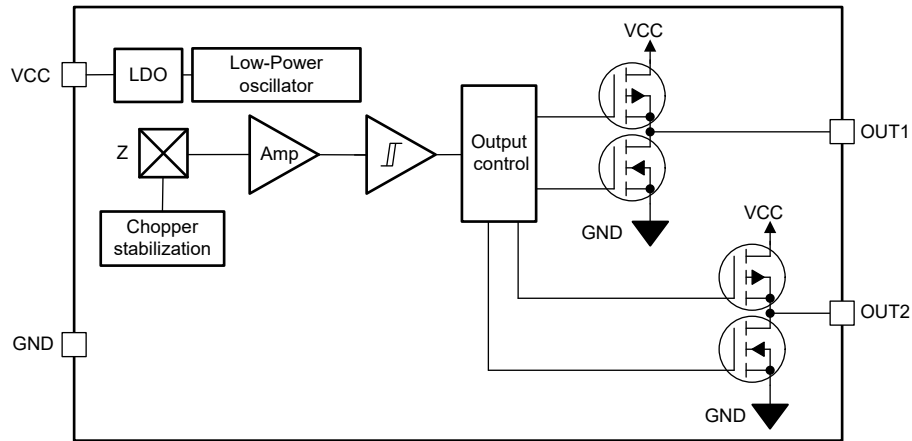 VCC
LDO
Low-Power
oscillator
Z
Amp
Chopper
stabilization
Output
control
VCC
OUT1
GND
VCC
OUT2
GND
GND